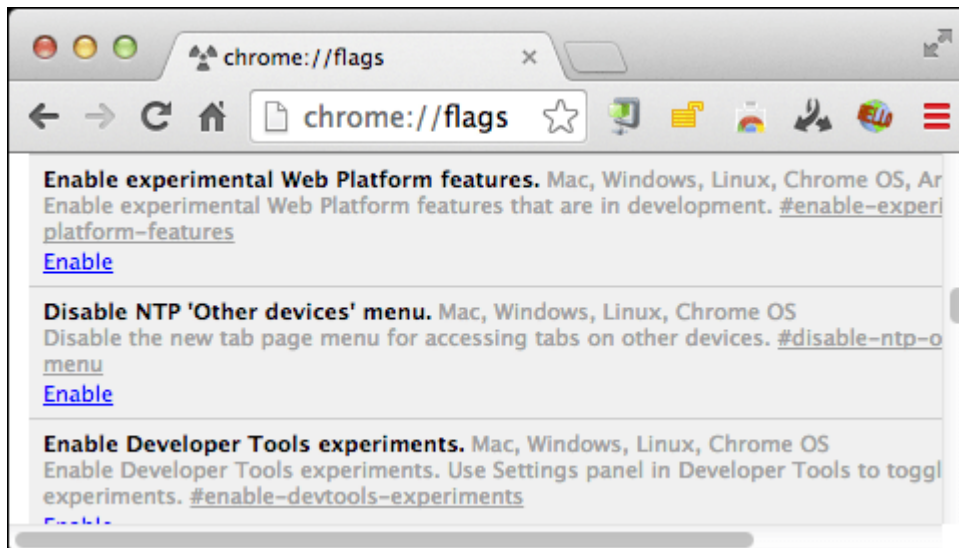 chrome://flags
chrome://flags
Enable experimental Web Platform features. Mac, Windows, Linux, Chrome OS, Ar
Enable experimental Web Platform features that are in development. #enable-experi
platform-features
Enable
Disable NTP 'Other devices' menu. Mac, Windows, Linux, Chrome OS
Disable the new tab page menu for accessing tabs on other devices. #disable-ntp-o
menu
Enable
Enable Developer Tools experiments. Mac, Windows, Linux, Chrome OS
Enable Developer Tools experiments. Use Settings panel in Developer Tools to toggl
experiments. #enable-devtools-experiments
Enable